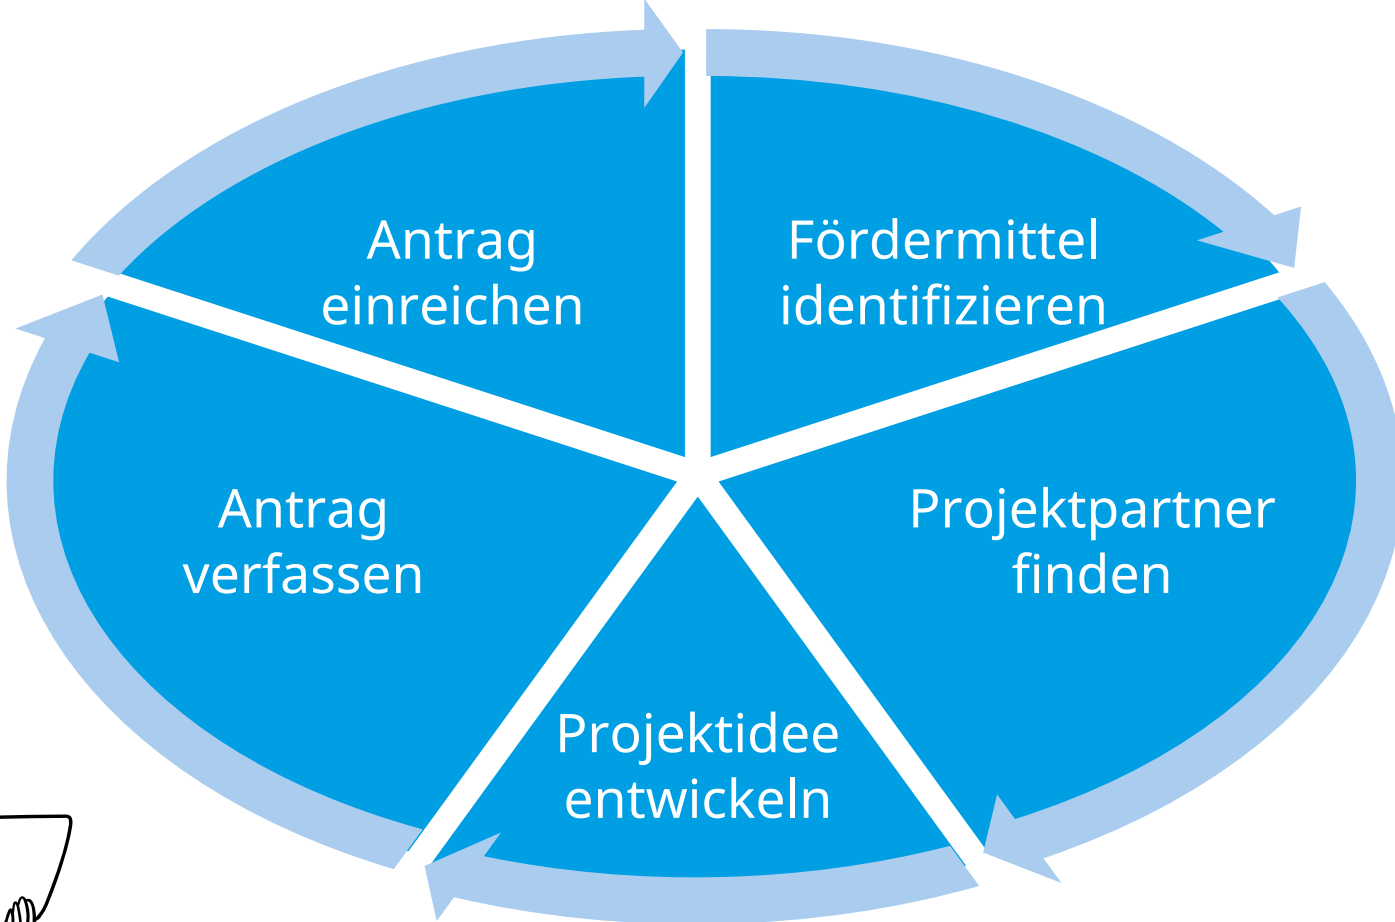 Antrag
einreichen
Fördermittel
identifizieren
Projektpartner
finden
Projektidee
entwickeln
Antrag
verfassen